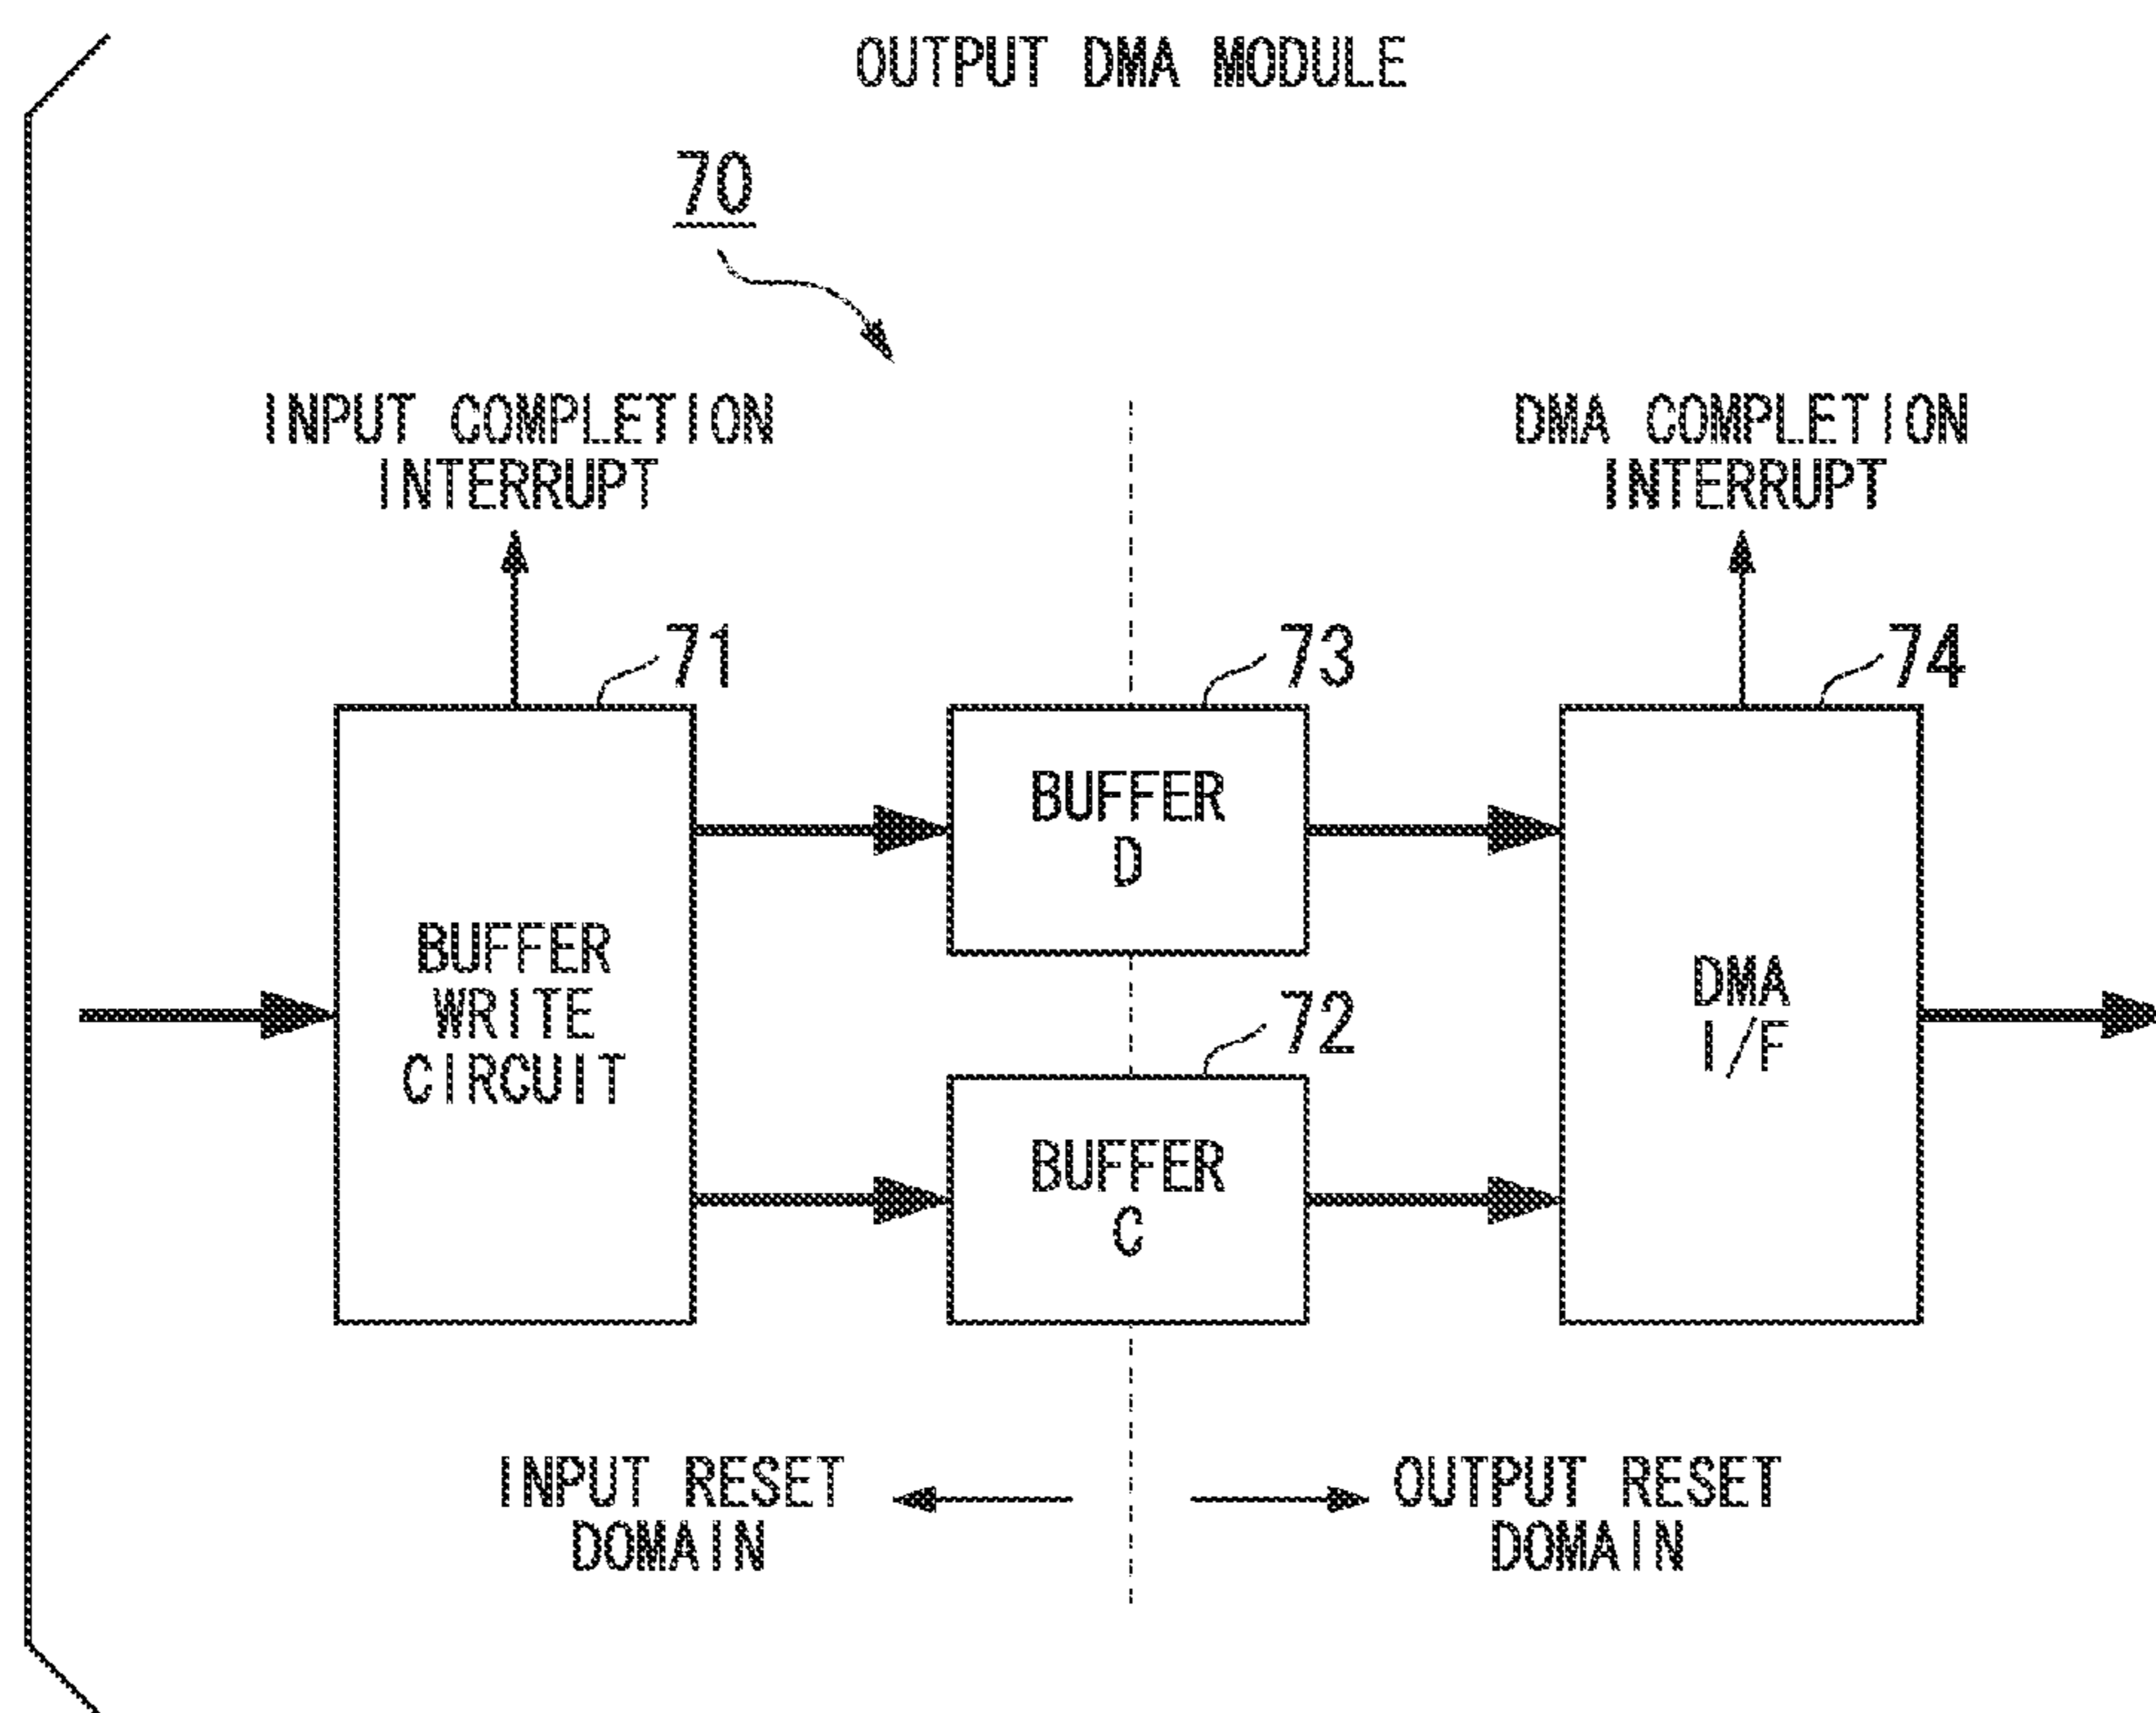 OUTPUT DMA MODULE
70
INPUT COMPLETION
INTERRUPT
DMA COMPLETION
INTERRUPT
71
73
74
BUFFER
D
BUFFER
WRITE
CIRCUIT
DMA
I/F
72
BUFFER
C
INPUT RESET
DOMAIN
OUTPUT RESET
DOMAIN